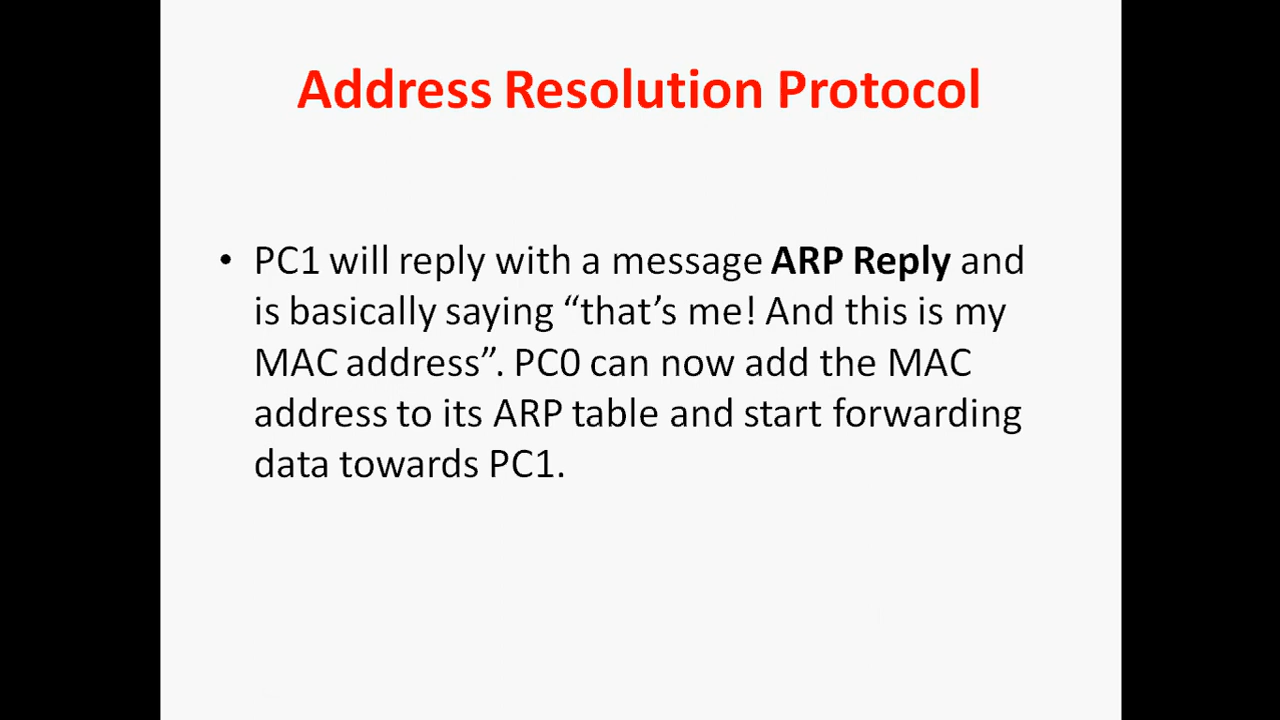 Address Resolution Protocol
• PC1 will reply with a message ARP Reply and
is basically saying “that’s me! And this is my
MAC address”. PC0 can now add the MAC
address to its ARP table and start forwarding
data towards PC1.